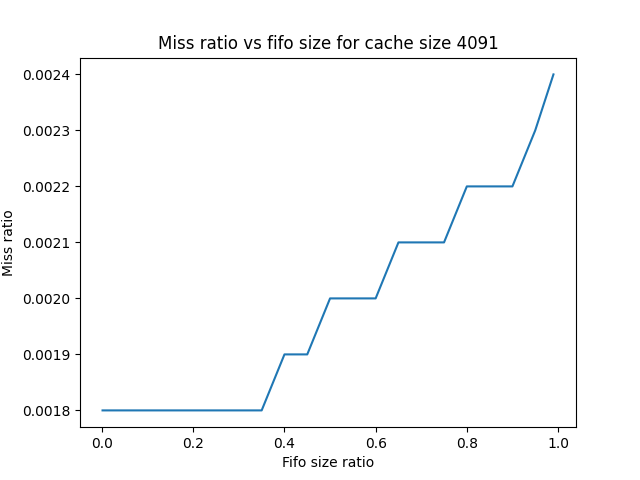 Miss ratio vs fifo size for cache size 4091
Miss ratio
0.0024
0.0023
0.0022
0.0021
0.0020
0.0019
0.0018
0.0 0.2 0.4 0.6 0.8 1.0
Fifo size ratio